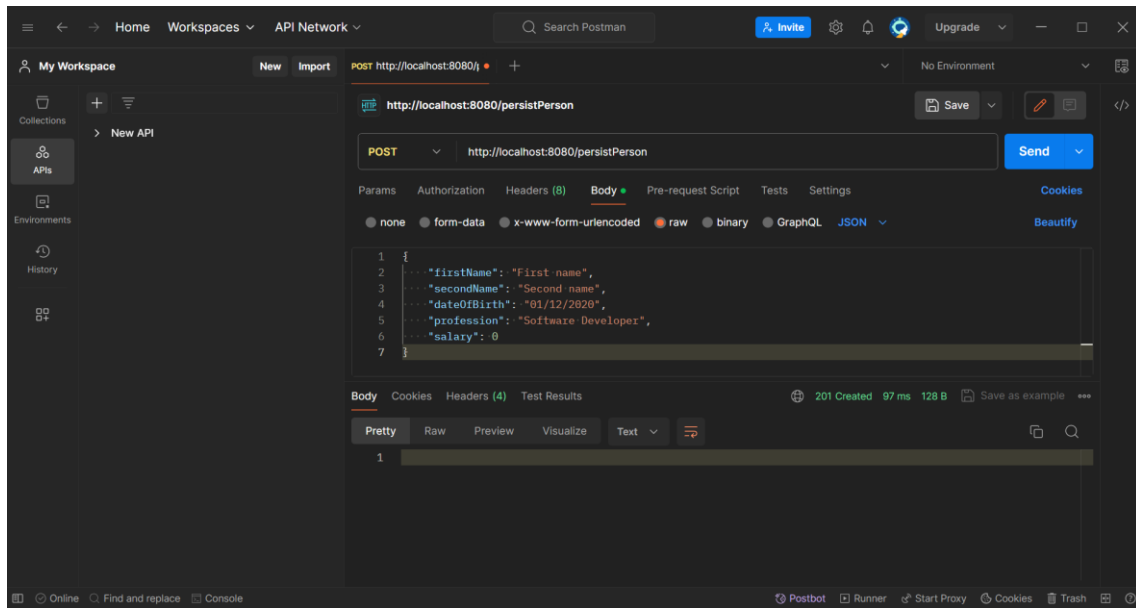 Home Workspaces API Network Search Postman Invite Upgrade
My Workspace New Import POST http://localhost:8080/ No Environment
Collections
APIs
Environments
History
New API
HTTP http://localhost:8080/persistPerson Save
POST http://localhost:8080/persistPerson Send
Params Authorization Headers (8) Body Pre-request Script Tests Settings Cookies
none form-data x-www-form-urlencoded raw binary GraphQL JSON Beautify
1 {
2 "firstName": "First name",
3 "secondName": "Second name",
4 "dateOfBirth": "01/12/2020",
5 "profession": "Software Developer",
6 "salary": 0
7 }
Body Cookies Headers (4) Test Results 201 Created 97 ms 128 B Save as example
Pretty Raw Preview Visualize Text
1
Online Find and replace Console Postbot Runner Start Proxy Cookies Trash